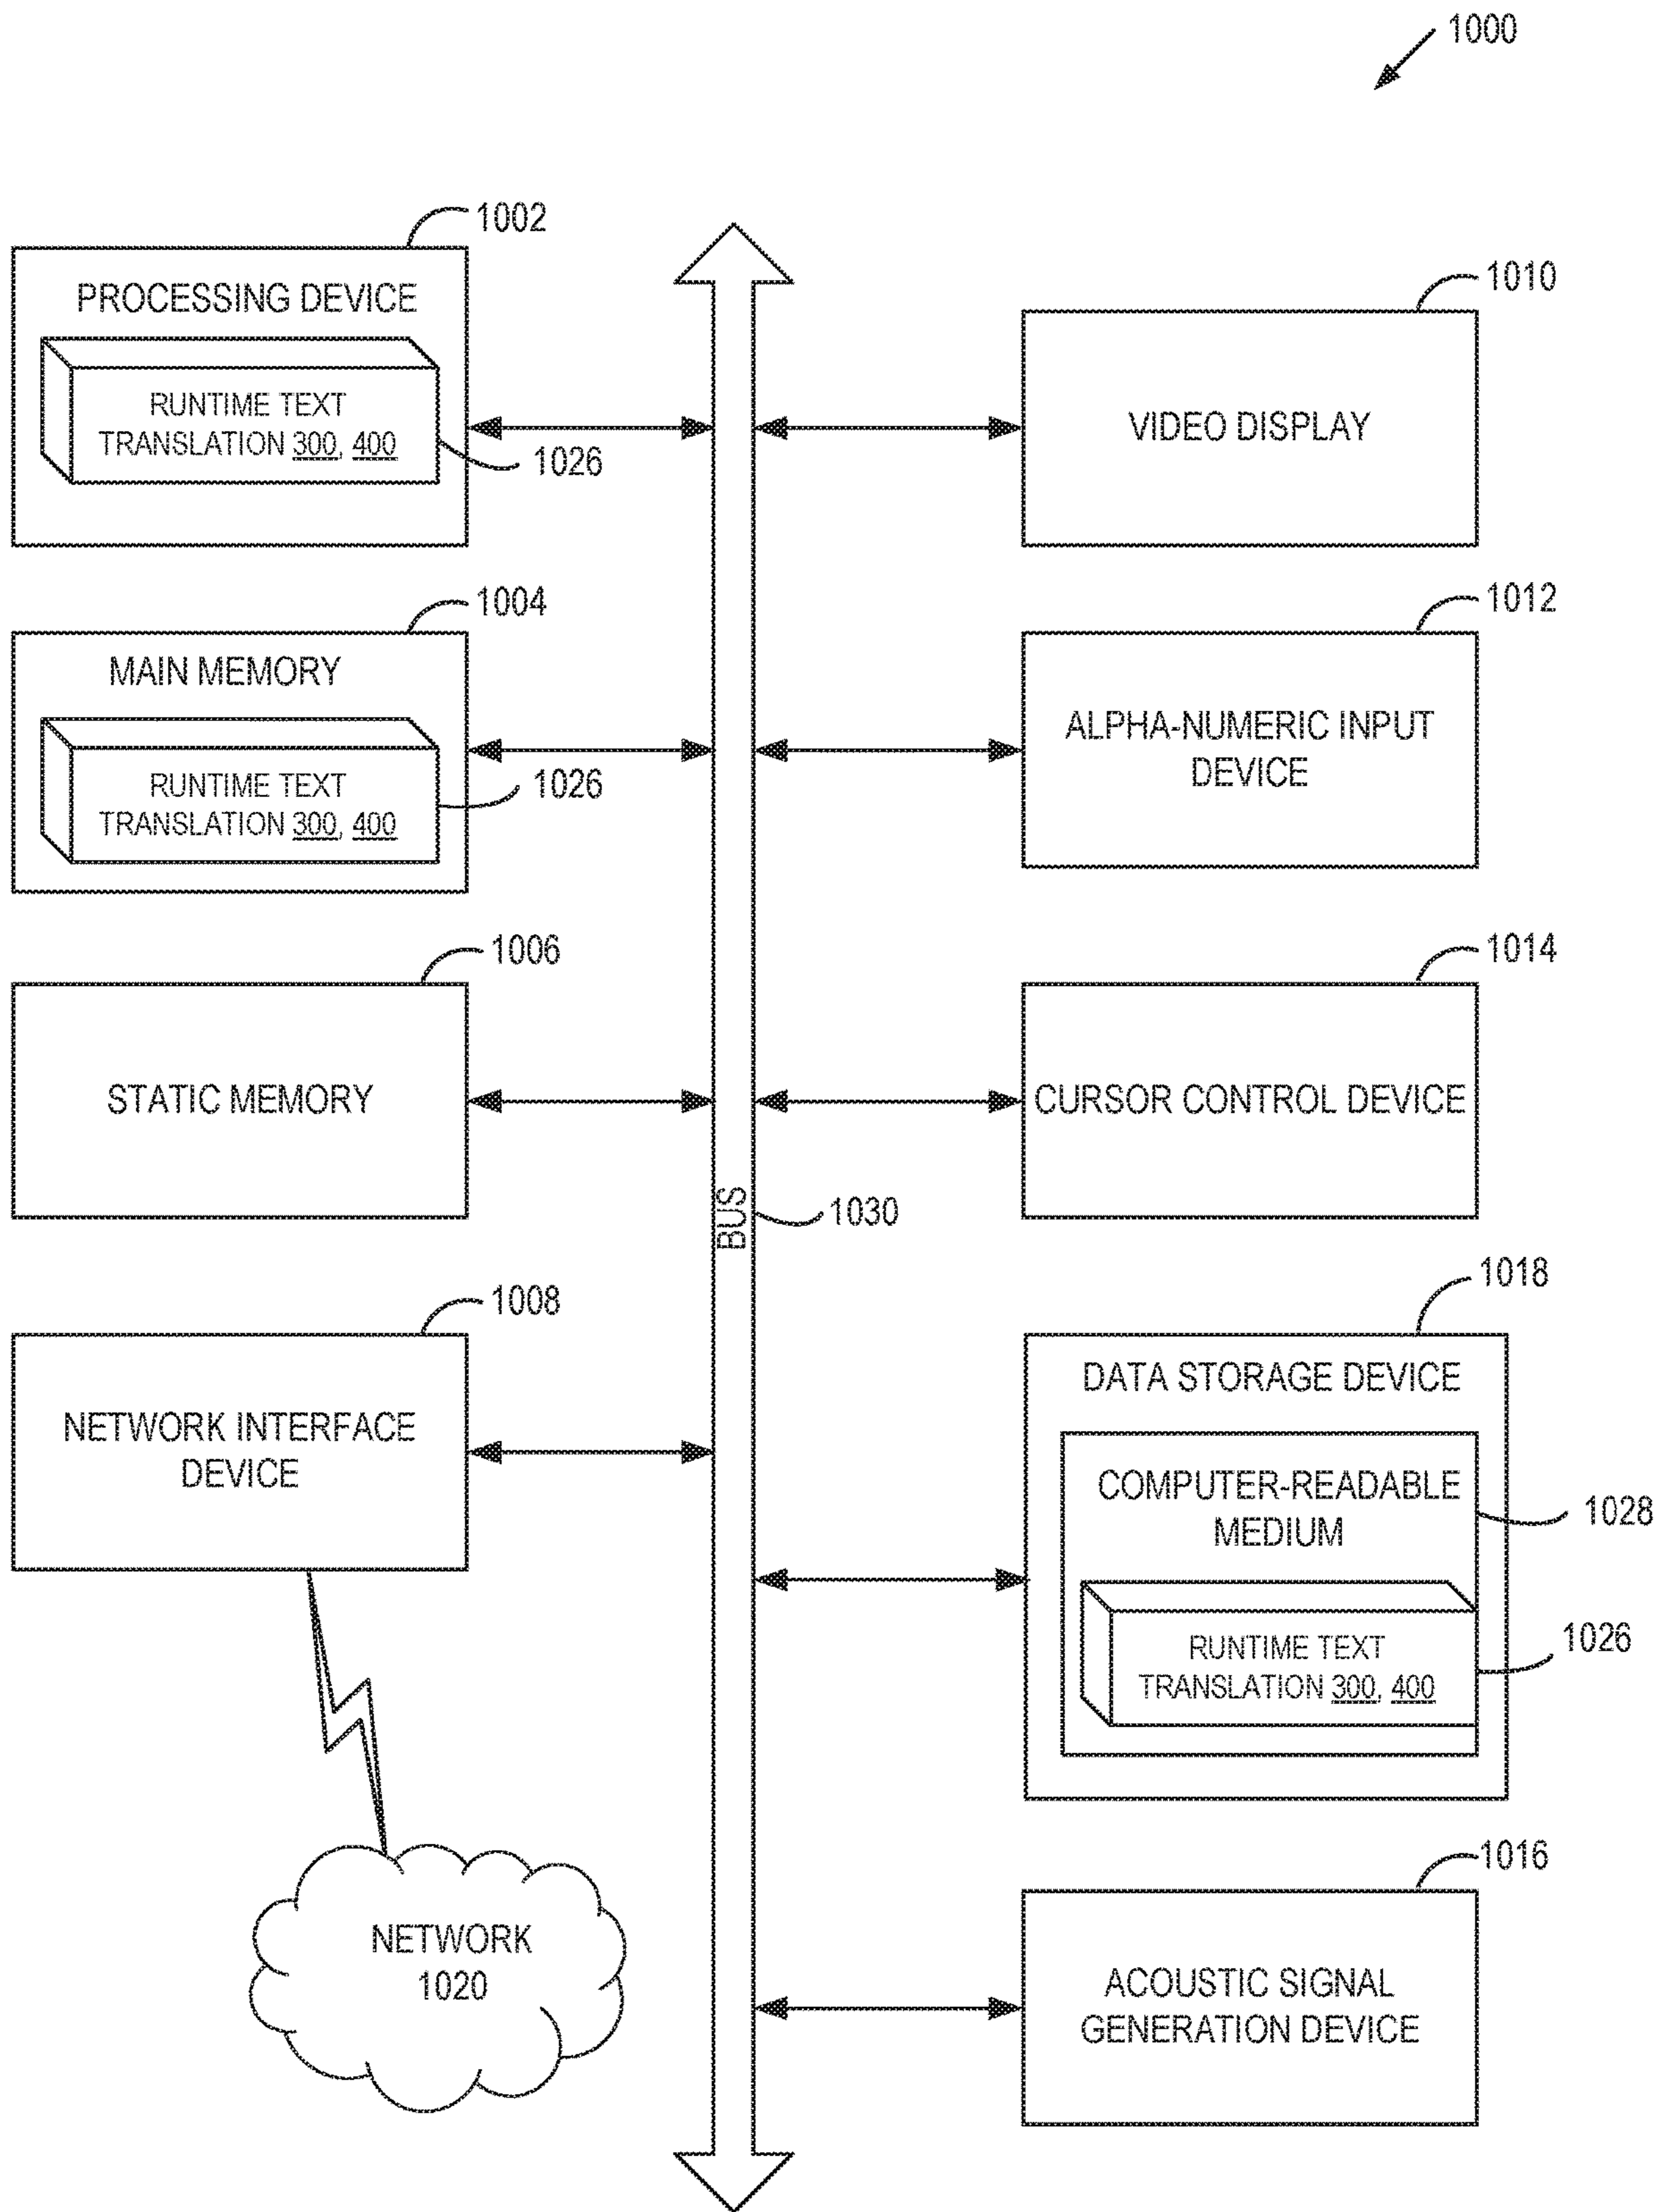 1000
1002
PROCESSING DEVICE
RUNTIME TEXT
TRANSLATION 300, 400
1026
1004
MAIN MEMORY
RUNTIME TEXT
TRANSLATION 300, 400
1026
1006
STATIC MEMORY
1008
NETWORK INTERFACE
DEVICE
NETWORK
1020
BUS
1030
1010
VIDEO DISPLAY
1012
ALPHA-NUMERIC INPUT
DEVICE
1014
CURSOR CONTROL DEVICE
1018
DATA STORAGE DEVICE
COMPUTER-READABLE
MEDIUM
1028
RUNTIME TEXT
TRANSLATION 300, 400
1026
1016
ACOUSTIC SIGNAL
GENERATION DEVICE